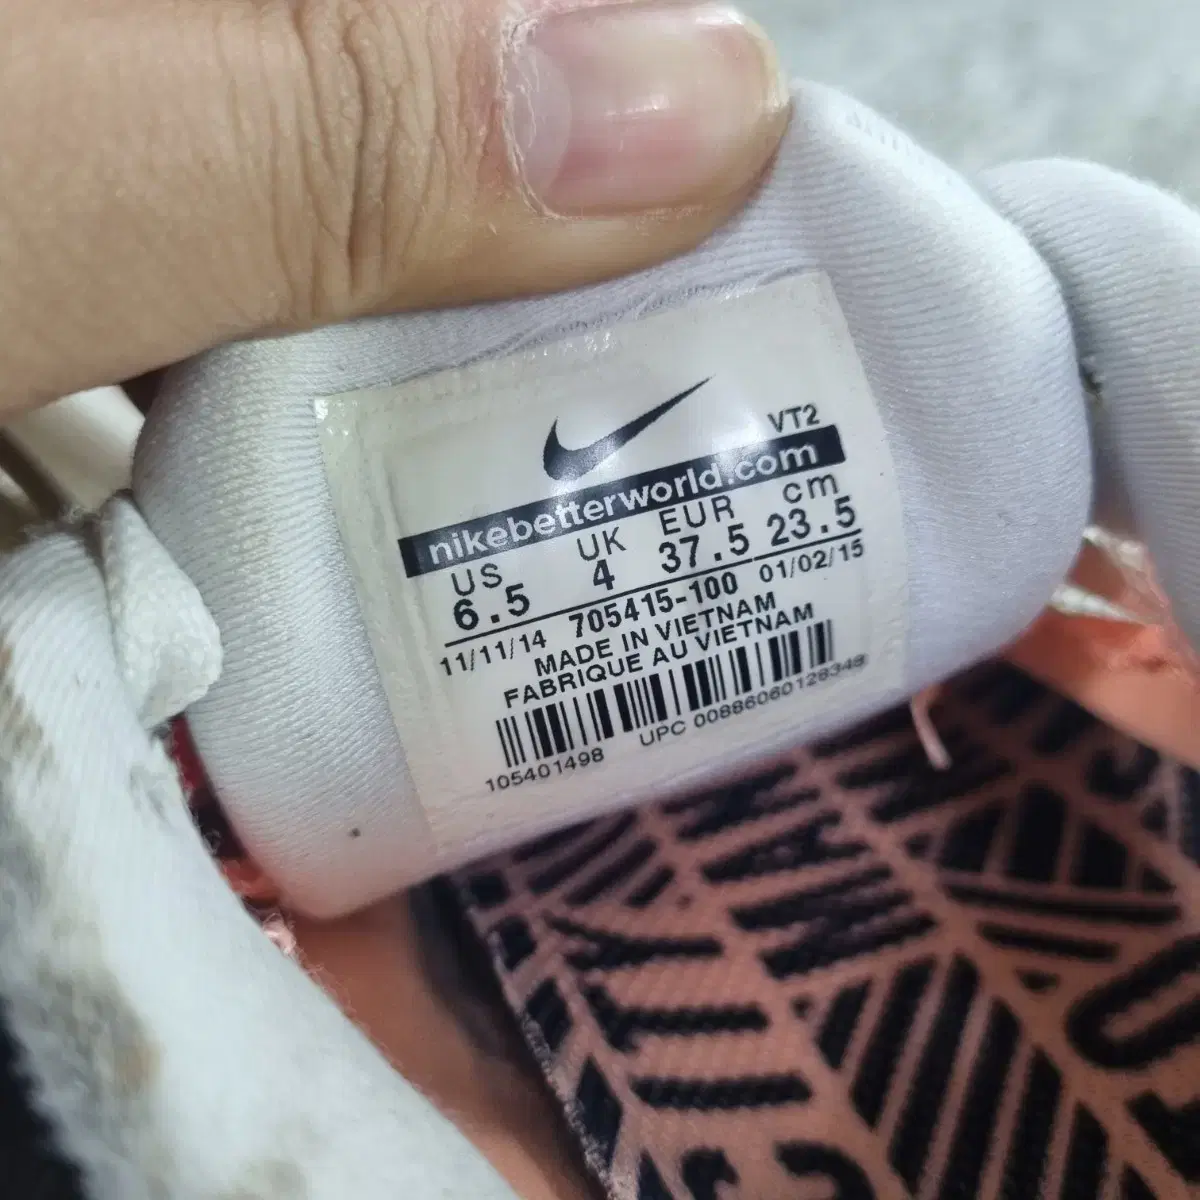 VT2
nikebetterworld.com
US UK EUR cm
6.5 4 37.5 23.5
11/11/14 705415-100 01/02/15
MADE IN VIETNAM
FABRIQUE AU VIETNAM
105401498 UPC 00886060128348